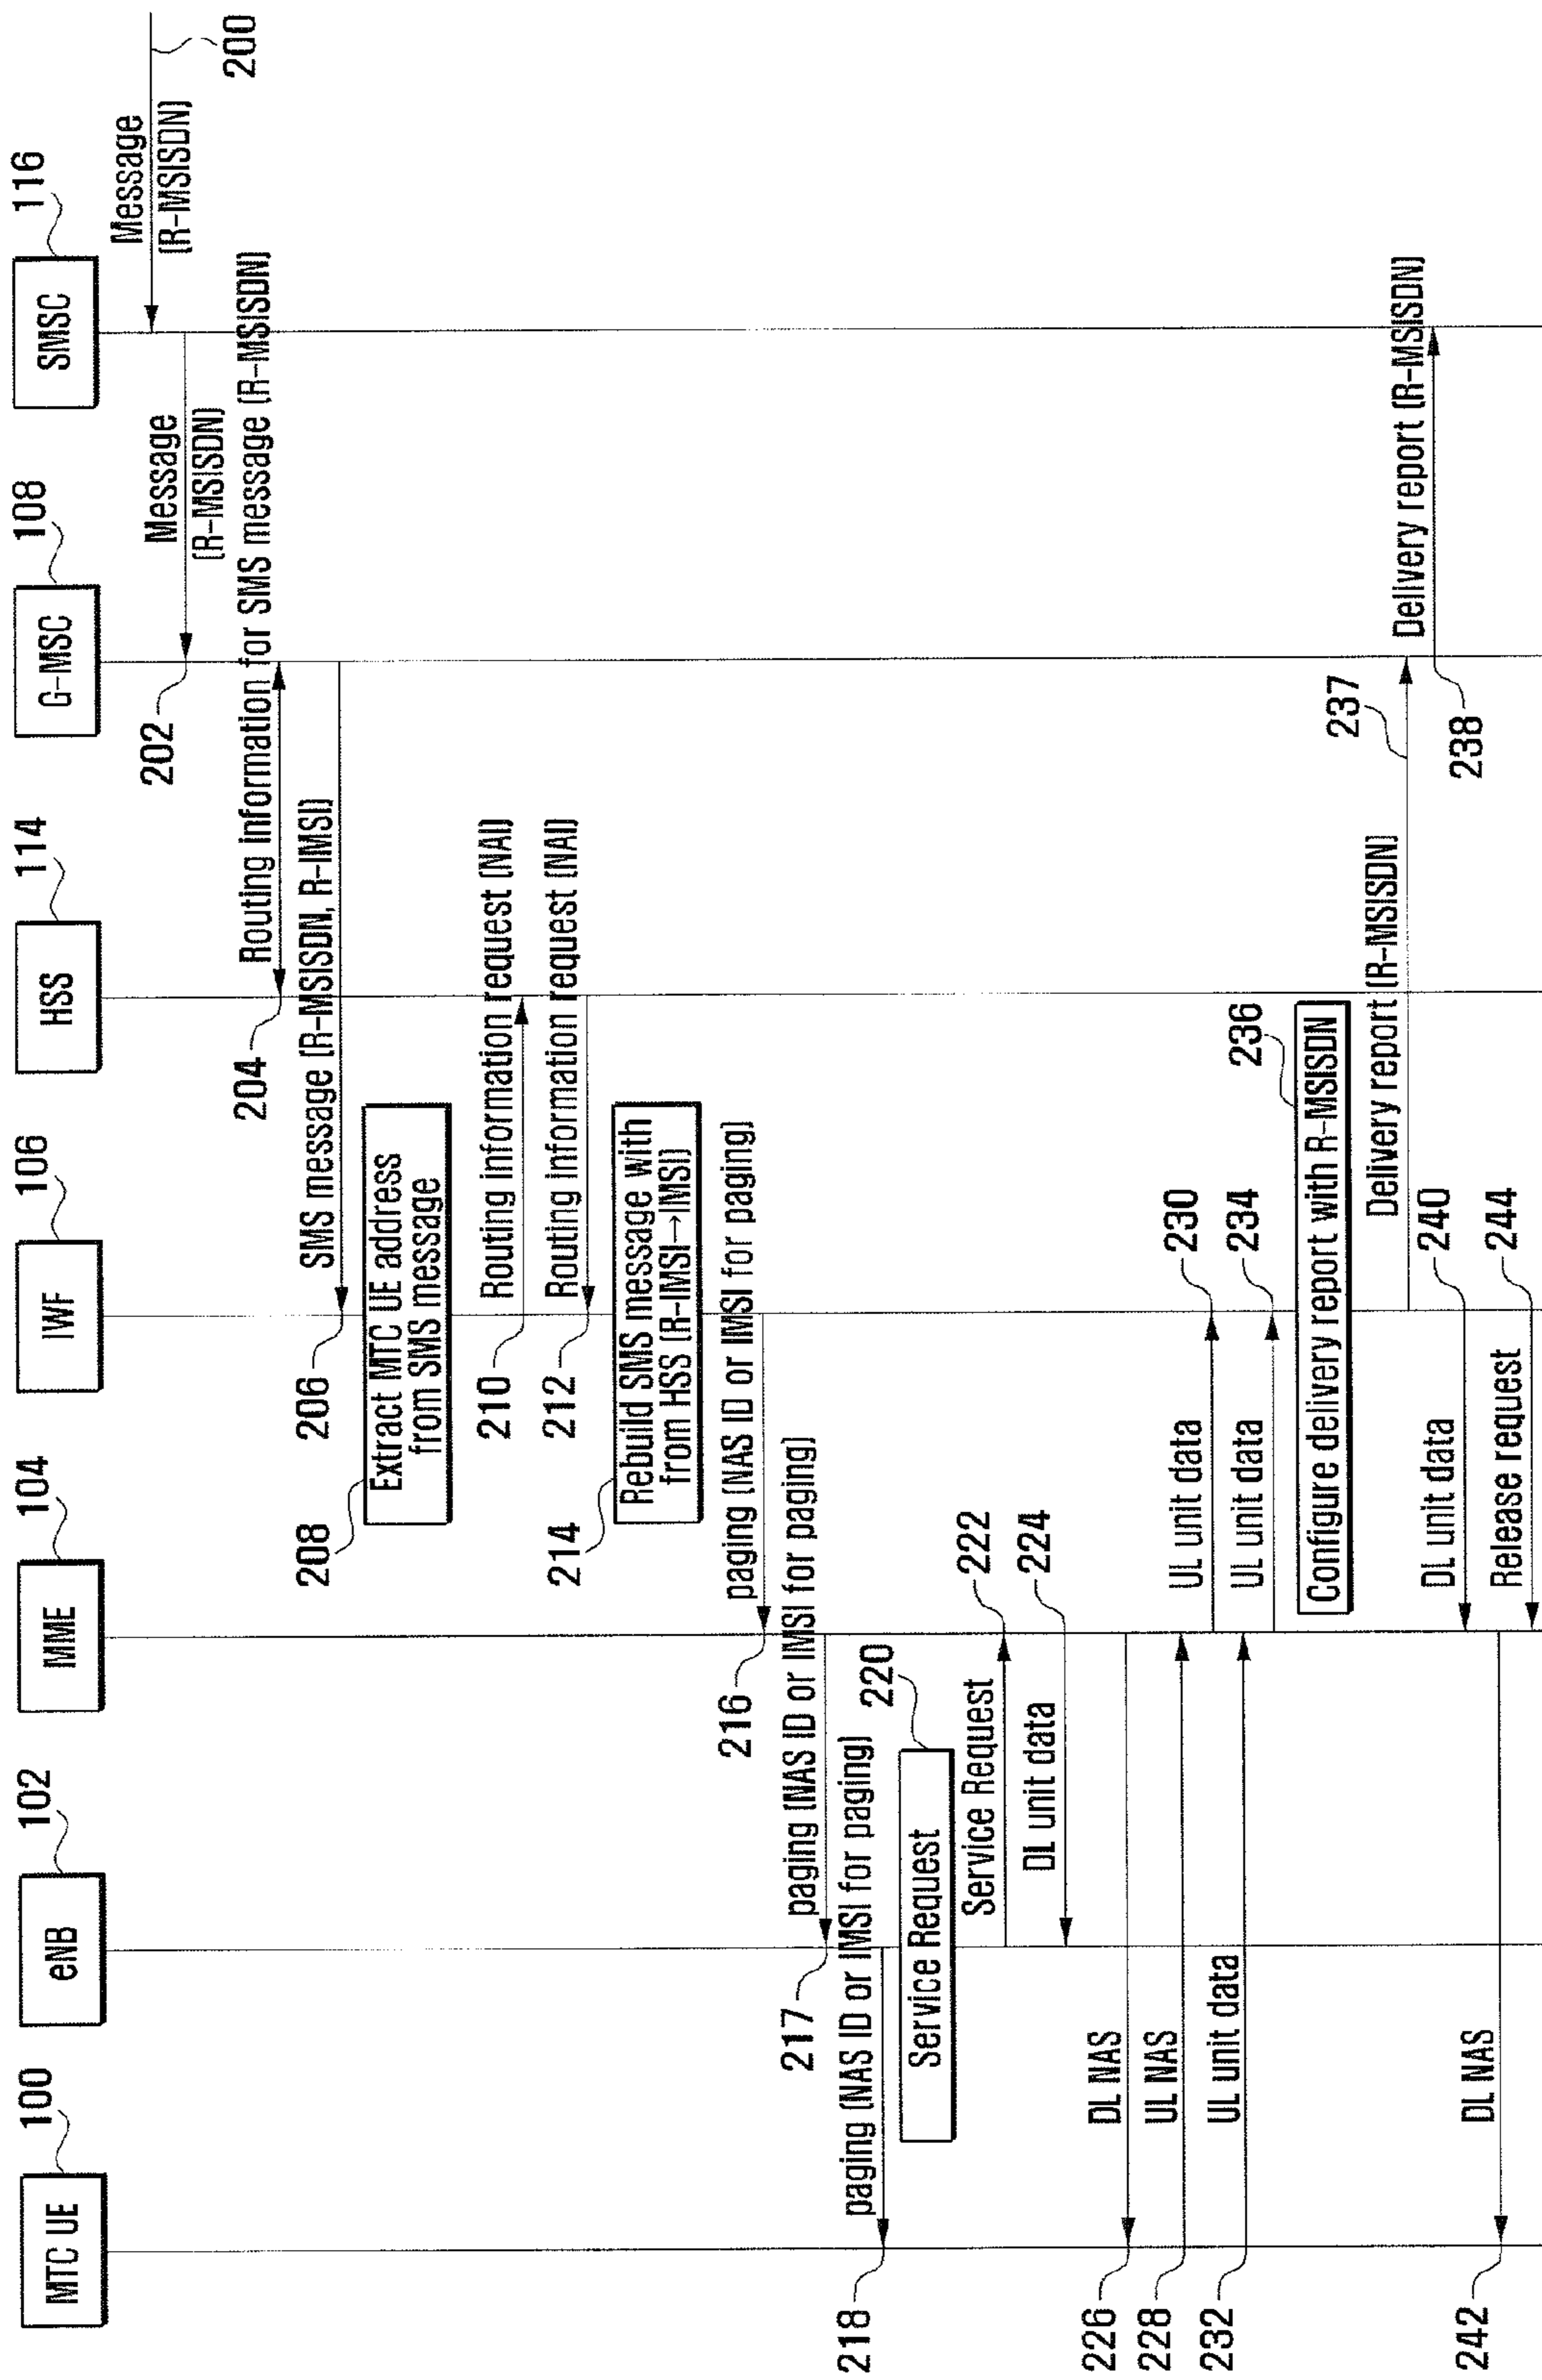 MTC UE
100
eNB
102
MME
104
IWF
106
HSS
114
G-MSC
108
SMSC
116
Message
(R-MSISDN)
200
Message
(R-MSISDN)
202
Routing information for SMS message (R-MSISDN)
204
SMS message (R-MSISDN, R-IMSI)
206
208
Extract MTC UE address
from SMS message
Routing information request (NAI)
210
Routing information request (NAI)
212
214
Rebuild SMS message with
from HSS (R-IMSI→IMSI)
paging (NAS ID or IMSI for paging)
216
paging (NAS ID or IMSI for paging)
217
paging (NAS ID or IMSI for paging)
218
220
Service Request
Service Request
222
DL unit data
224
DL NAS
226
UL NAS
228
UL unit data
230
UL unit data
232
UL unit data
234
236
Configure delivery report with R-MSISDN
Delivery report (R-MSISDN)
237
Delivery report (R-MSISDN)
238
DL unit data
240
DL NAS
242
Release request
244